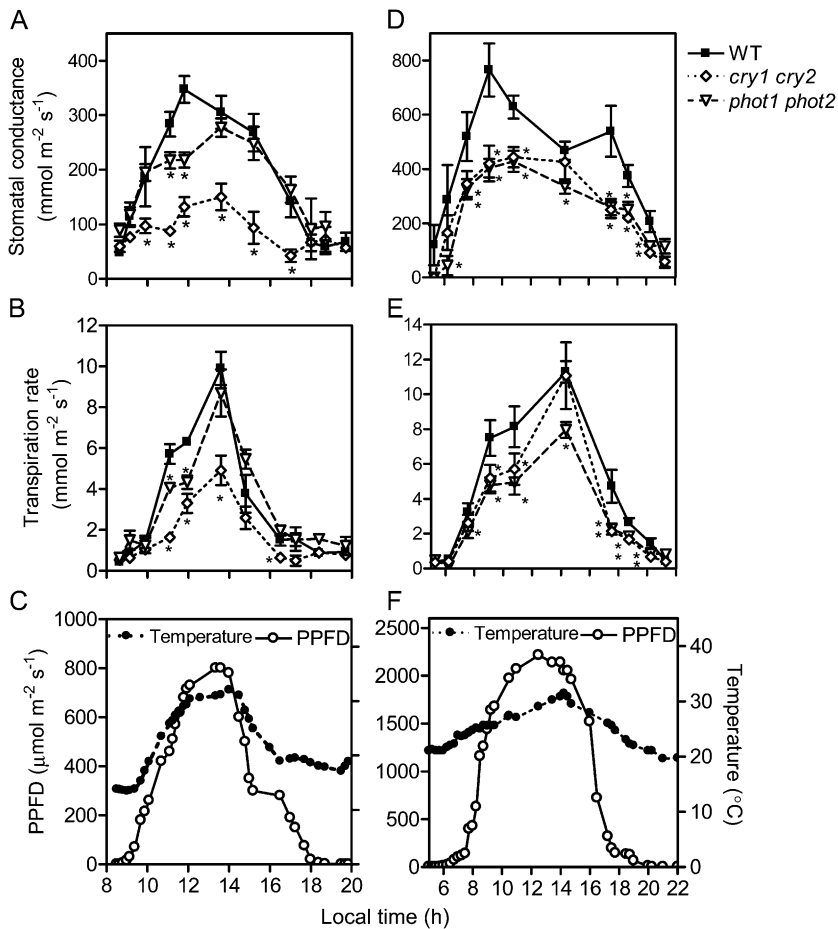 A
D
WT
cry1 cry2
phot1 phot2
Stomatal conductance
(mmol m-2 s-1)
400
300
200
100
0
800
600
400
200
0
B
E
Transpiration rate
(mmol m-2 s-1)
12
10
8
6
4
2
0
14
12
10
8
6
4
2
0
C
F
Temperature PPFD
Temperature PPFD
PPFD (μmol m-2 s-1)
1000
800
600
400
200
0
2500
2000
1500
1000
500
0
40
30
20
10
0
Temperature (°C)
8 10 12 14 16 18 20
6 8 10 12 14 16 18 20 22
Local time (h)